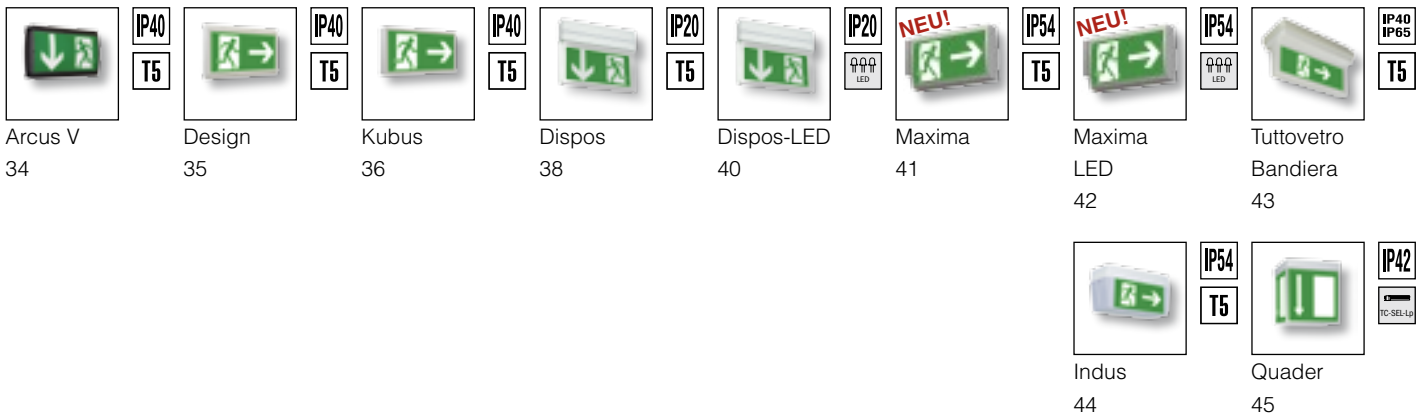 IP40
T5
Arcus V
34
IP40
T5
Design
35
IP40
T5
Kubus
36
IP20
T5
Dispos
38
IP20
LED
Dispos-LED
40
NEU!
IP54
T5
Maxima
41
NEU!
IP54
LED
Maxima
LED
42
IP40
IP65
T5
Tuttovetro
Bandiera
43
IP54
T5
Indus
44
IP42
TC-SEL-Lp
Quader
45